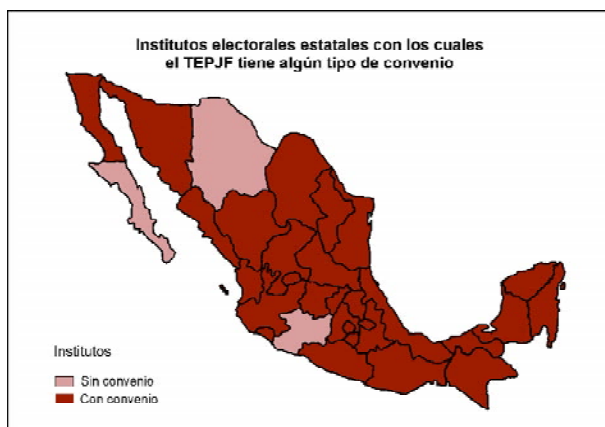 Institutos electorales estatales con los cuales
el TEPJF tiene algún tipo de convenio
Institutos
Sin convenio
Con convenio